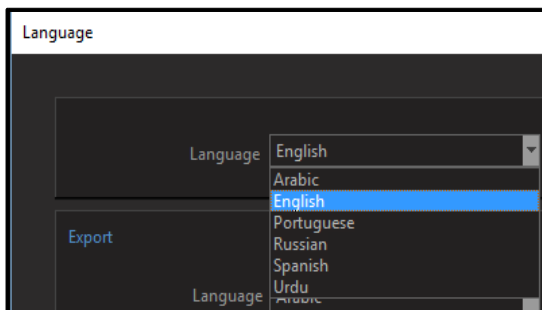 Language
Language English
Arabic
English
Portuguese
Russian
Spanish
Urdu
Export
Language